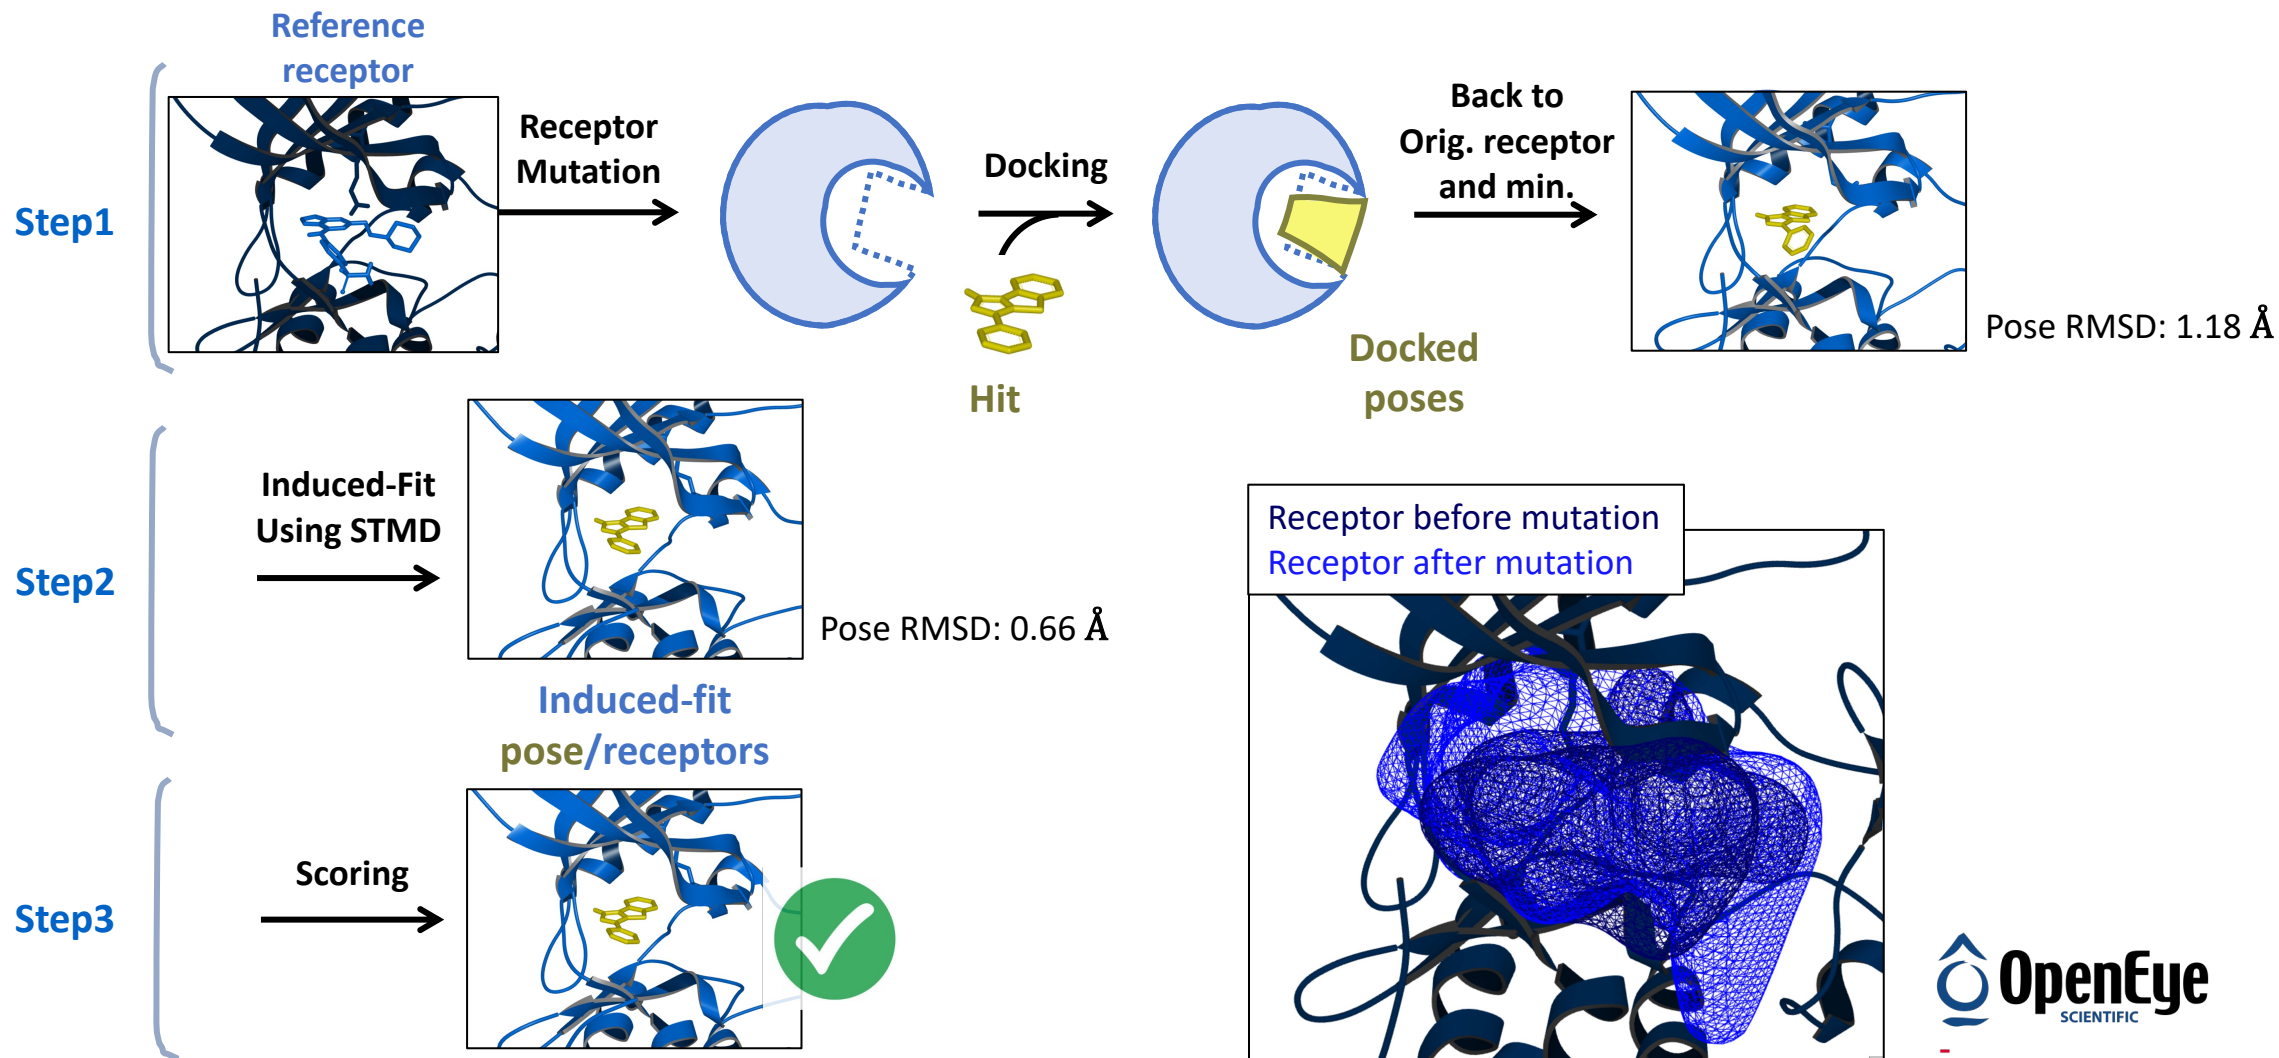 Reference
receptor
Step1
Receptor
Mutation
Docking
Hit
Docked
poses
Back to
Orig. receptor
and min.
Pose RMSD: 1.18 Å
Step2
Induced-Fit
Using STMD
Pose RMSD: 0.66 Å
Induced-fit
pose/receptors
Step3
Scoring
Receptor before mutation
Receptor after mutation
OpenEye
SCIENTIFIC